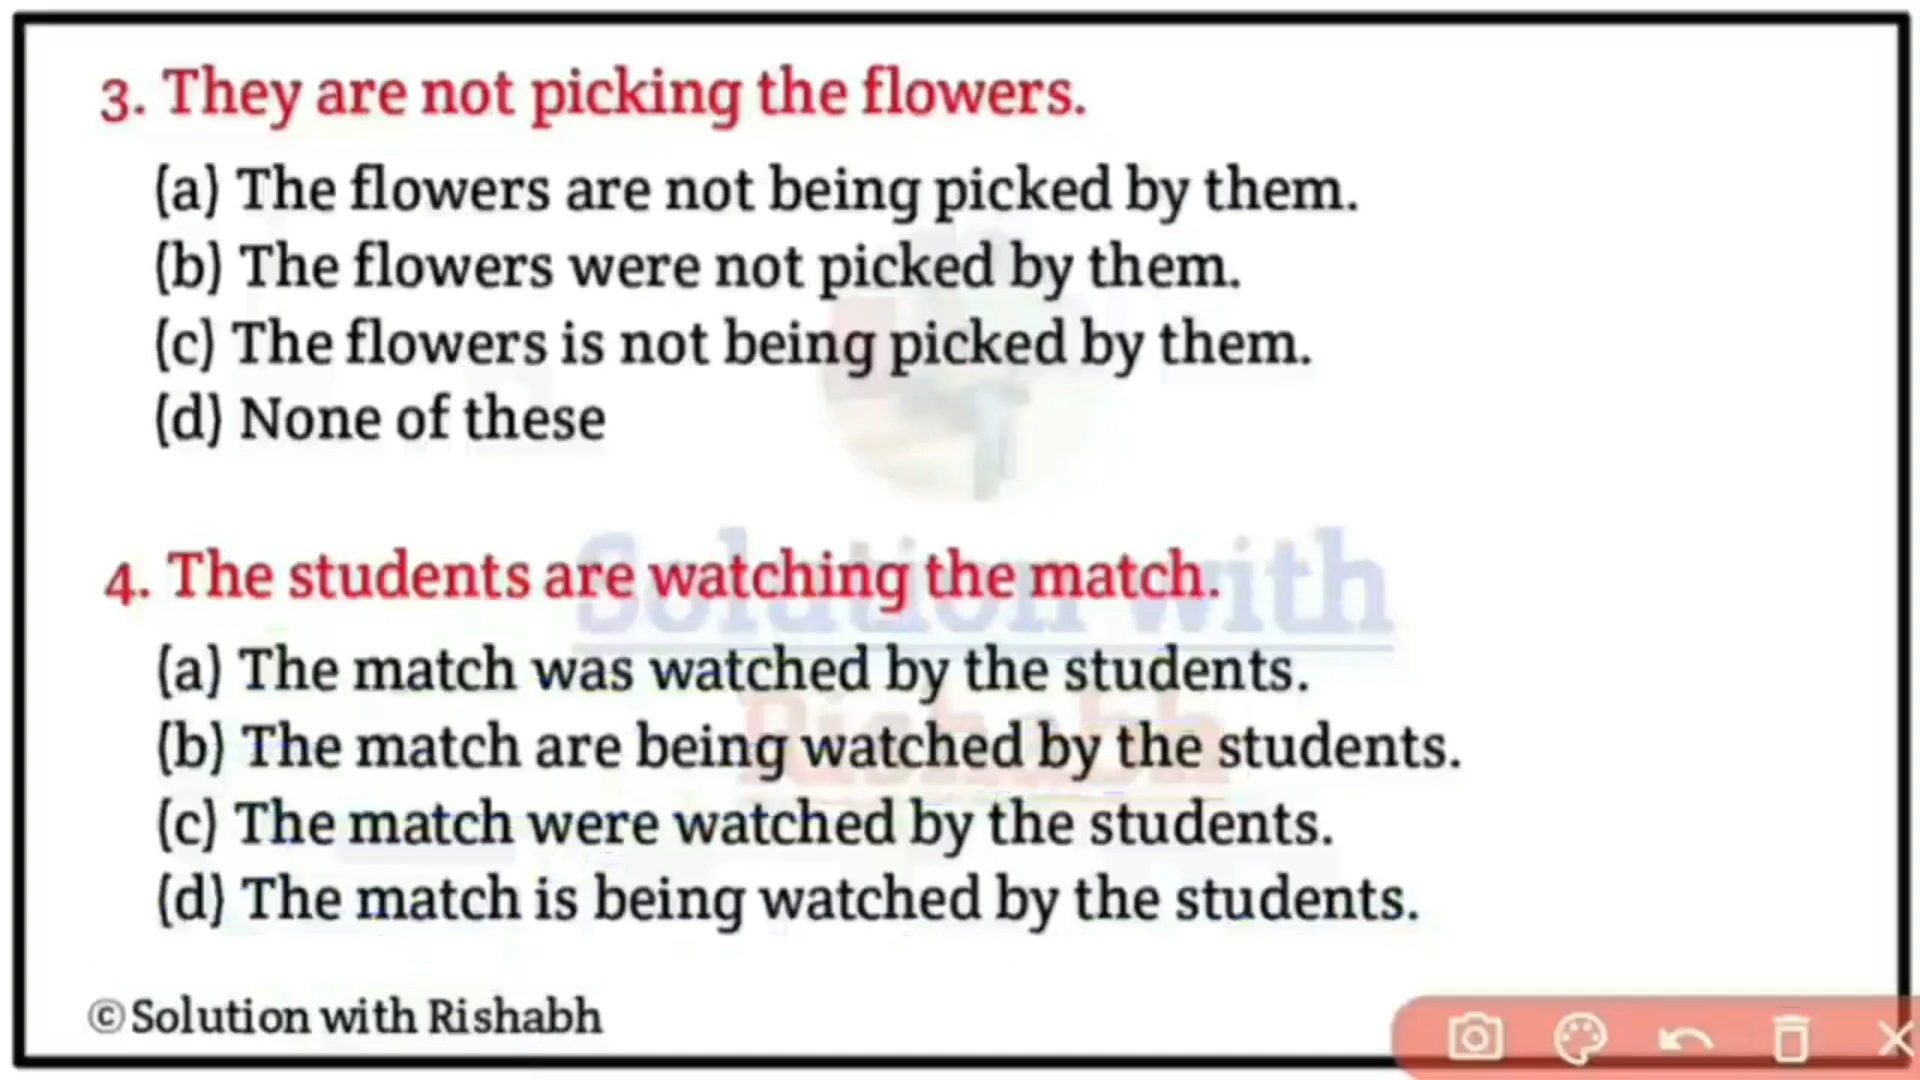 3. They are not picking the flowers.
(a) The flowers are not being picked by them.
(b) The flowers were not picked by them.
(c) The flowers is not being picked by them.
(d) None of these
Solution with
Rishabh
4. The students are watching the match.
(a) The match was watched by the students.
(b) The match are being watched by the students.
(c) The match were watched by the students.
(d) The match is being watched by the students.
©Solution with Rishabh